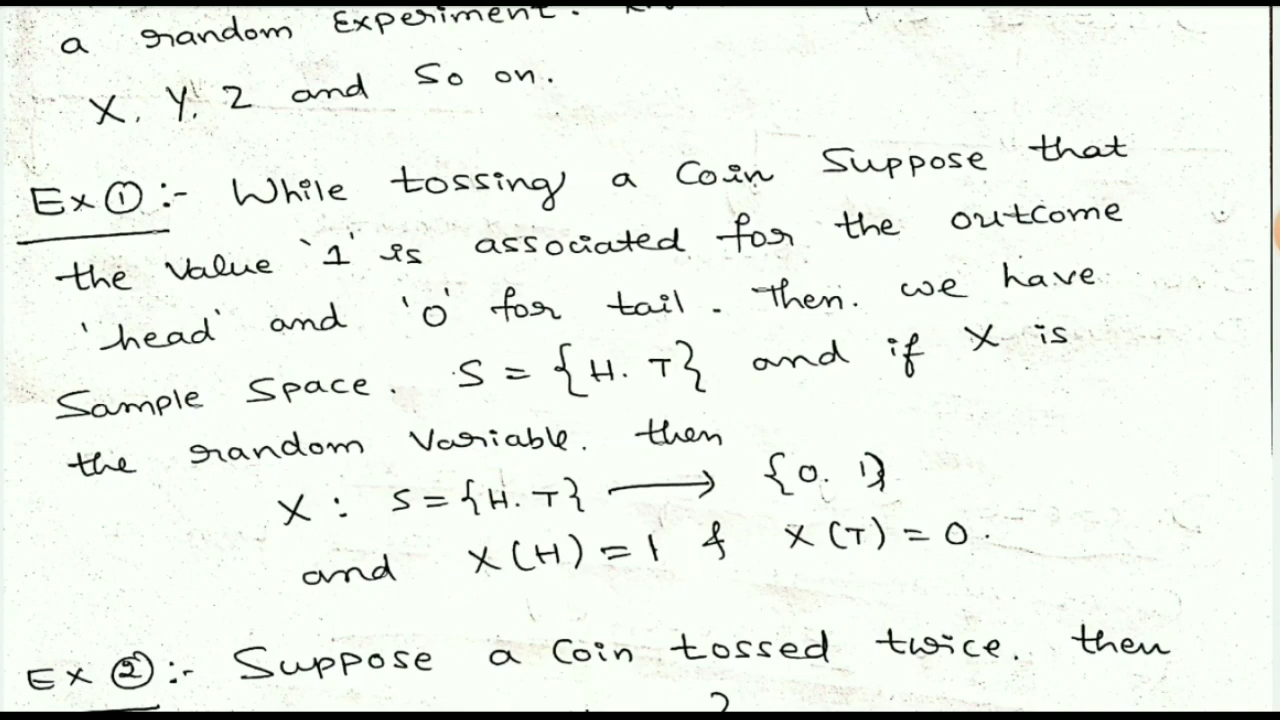 a random Experiment.
X, Y, Z and So on.
Ex ① :- While tossing a Coin Suppose that
the Value '1' is associated for the outcome
'head' and '0' for tail. Then. we have
Sample Space. S = {H. T} and if X is
the random Variable. then
X : S = {H. T} ⟶ {0. 1}
and X (H) = 1 & X (T) = 0.
Ex ② :- Suppose a Coin tossed twice. then